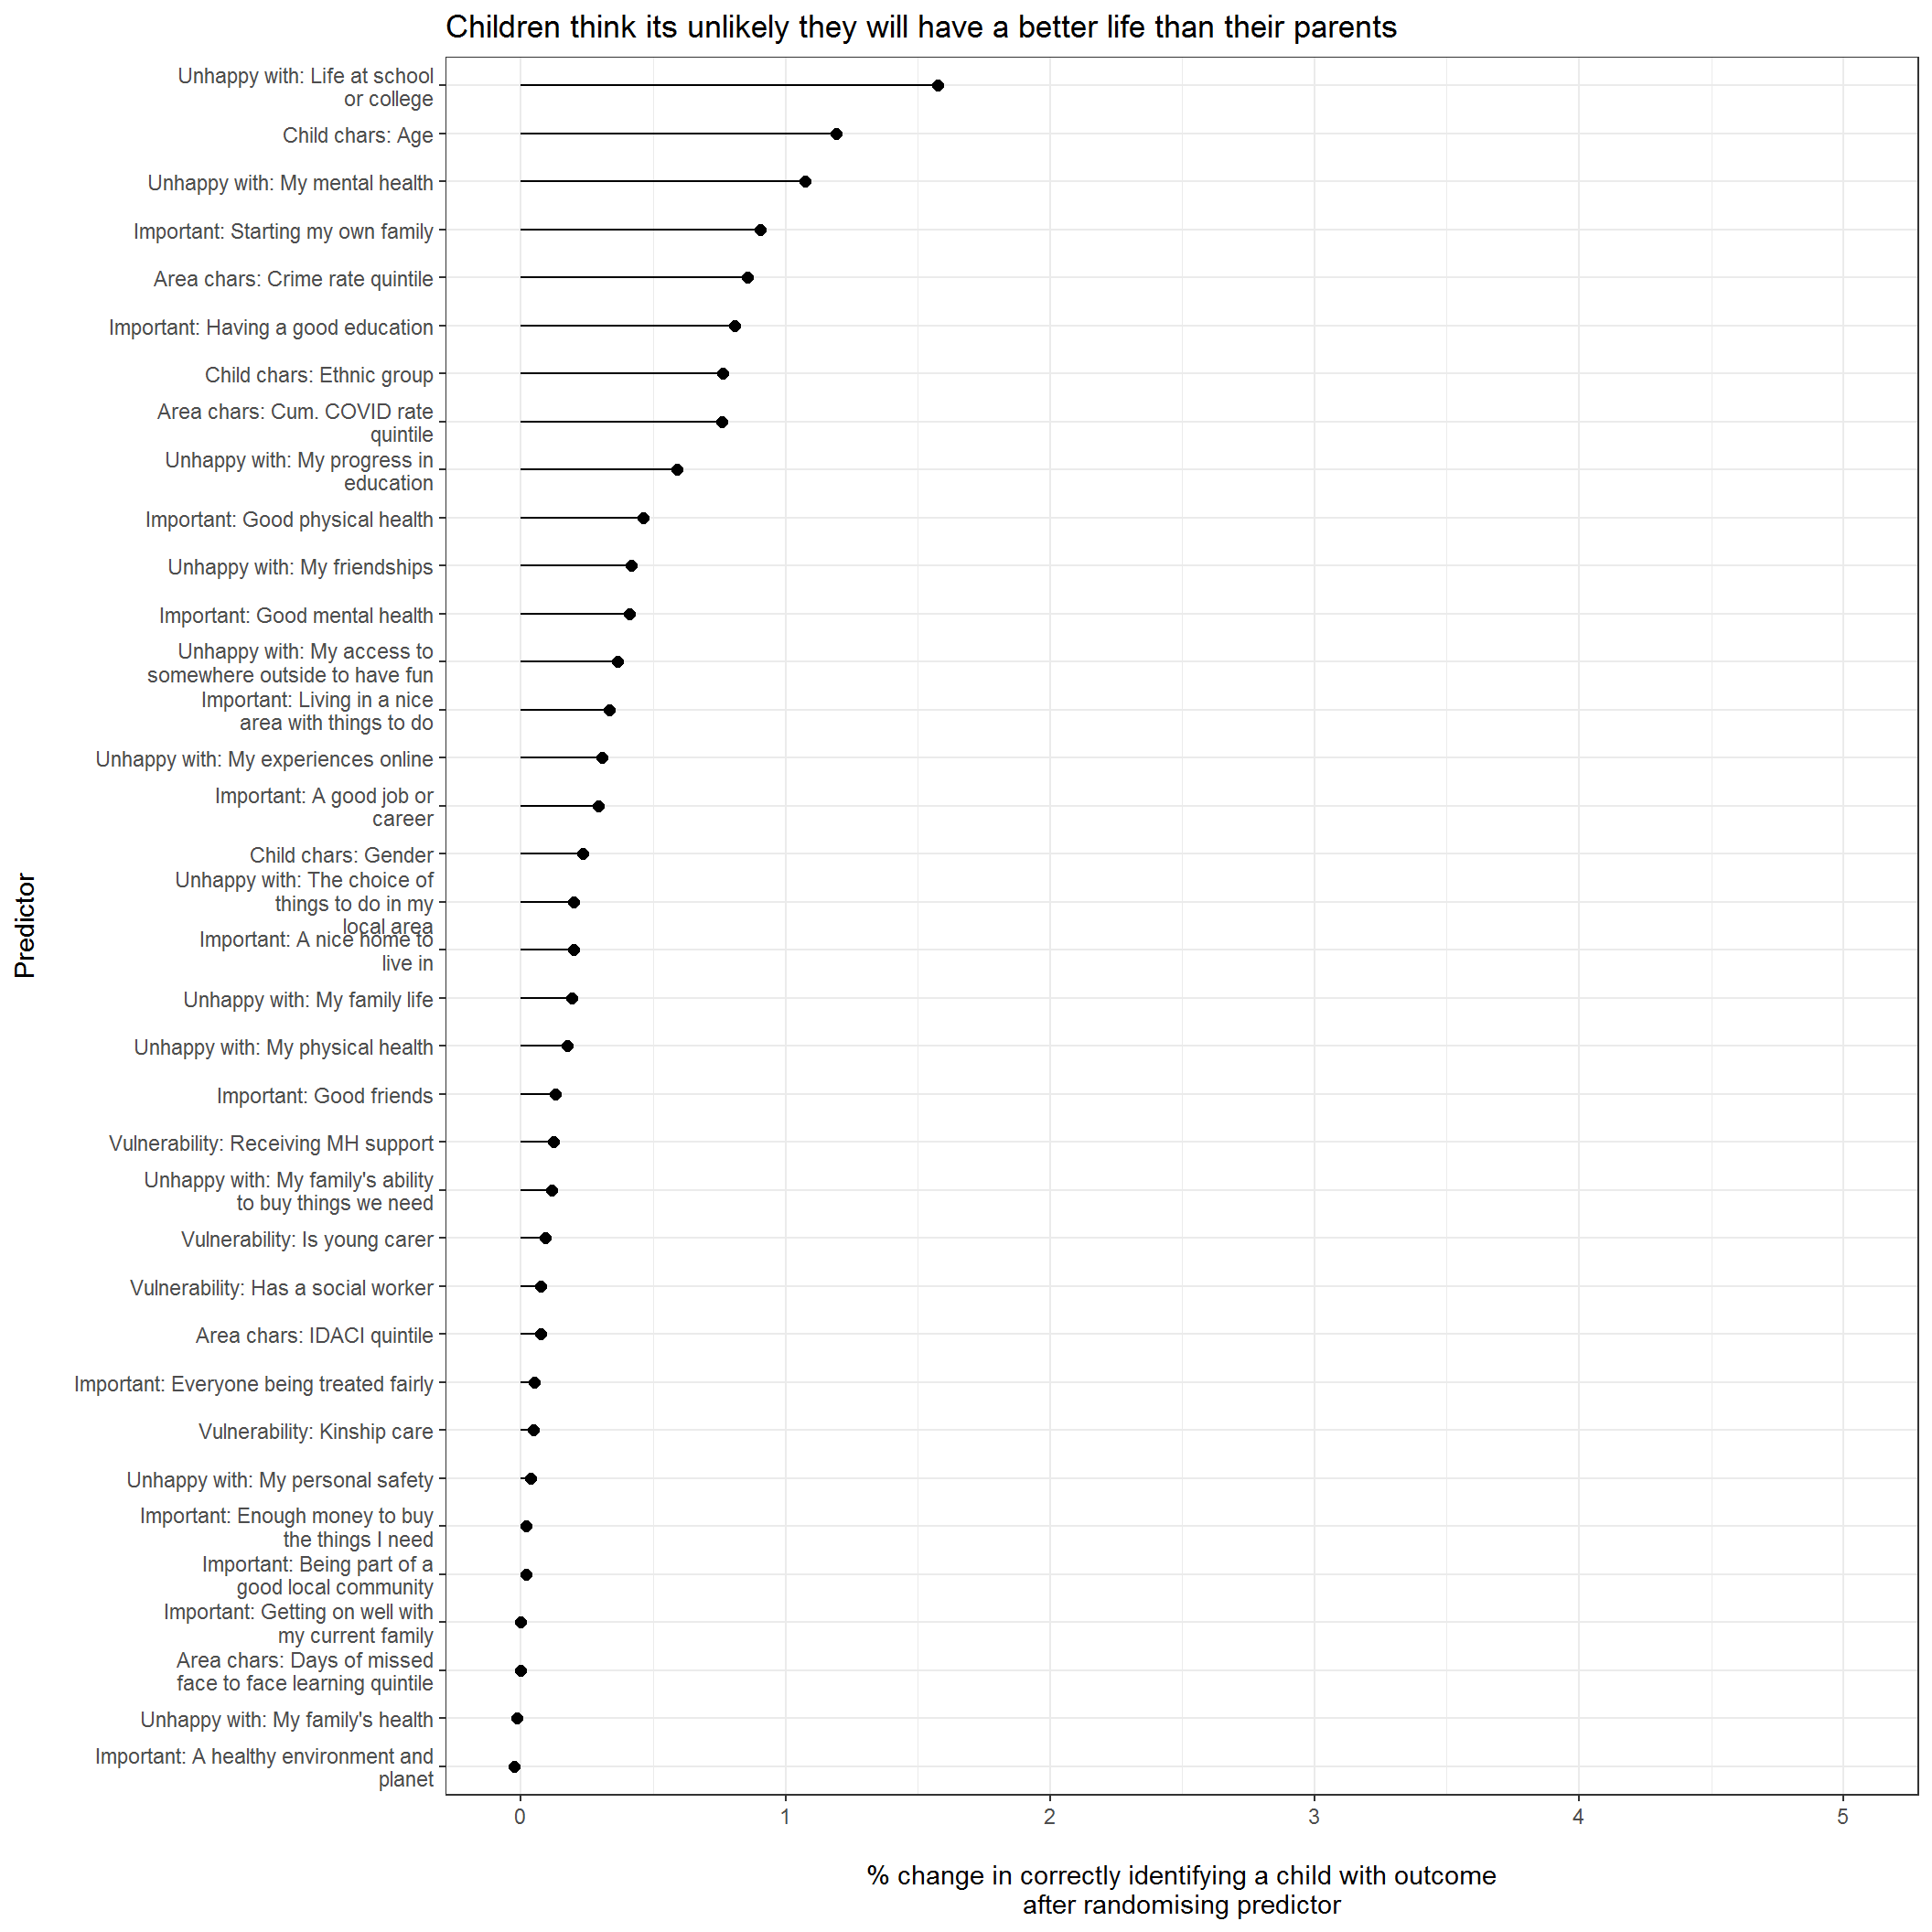 Children think its unlikely they will have a better life than their parents
Unhappy with: Life at school
or college
Child chars: Age
Unhappy with: My mental health
Important: Starting my own family
Area chars: Crime rate quintile
Important: Having a good education
Child chars: Ethnic group
Area chars: Cum. COVID rate
quintile
Unhappy with: My progress in
education
Important: Good physical health
Unhappy with: My friendships
Important: Good mental health
Unhappy with: My access to
somewhere outside to have fun
Important: Living in a nice
area with things to do
Unhappy with: My experiences online
Important: A good job or
career
Child chars: Gender
Unhappy with: The choice of
things to do in my
local area
Important: A nice home to
live in
Unhappy with: My family life
Unhappy with: My physical health
Important: Good friends
Vulnerability: Receiving MH support
Unhappy with: My family's ability
to buy things we need
Vulnerability: Is young carer
Vulnerability: Has a social worker
Area chars: IDACI quintile
Important: Everyone being treated fairly
Vulnerability: Kinship care
Unhappy with: My personal safety
Important: Enough money to buy
the things I need
Important: Being part of a
good local community
Important: Getting on well with
my current family
Area chars: Days of missed
face to face learning quintile
Unhappy with: My family's health
Important: A healthy environment and
planet
Predictor
0 1 2 3 4 5
% change in correctly identifying a child with outcome
after randomising predictor